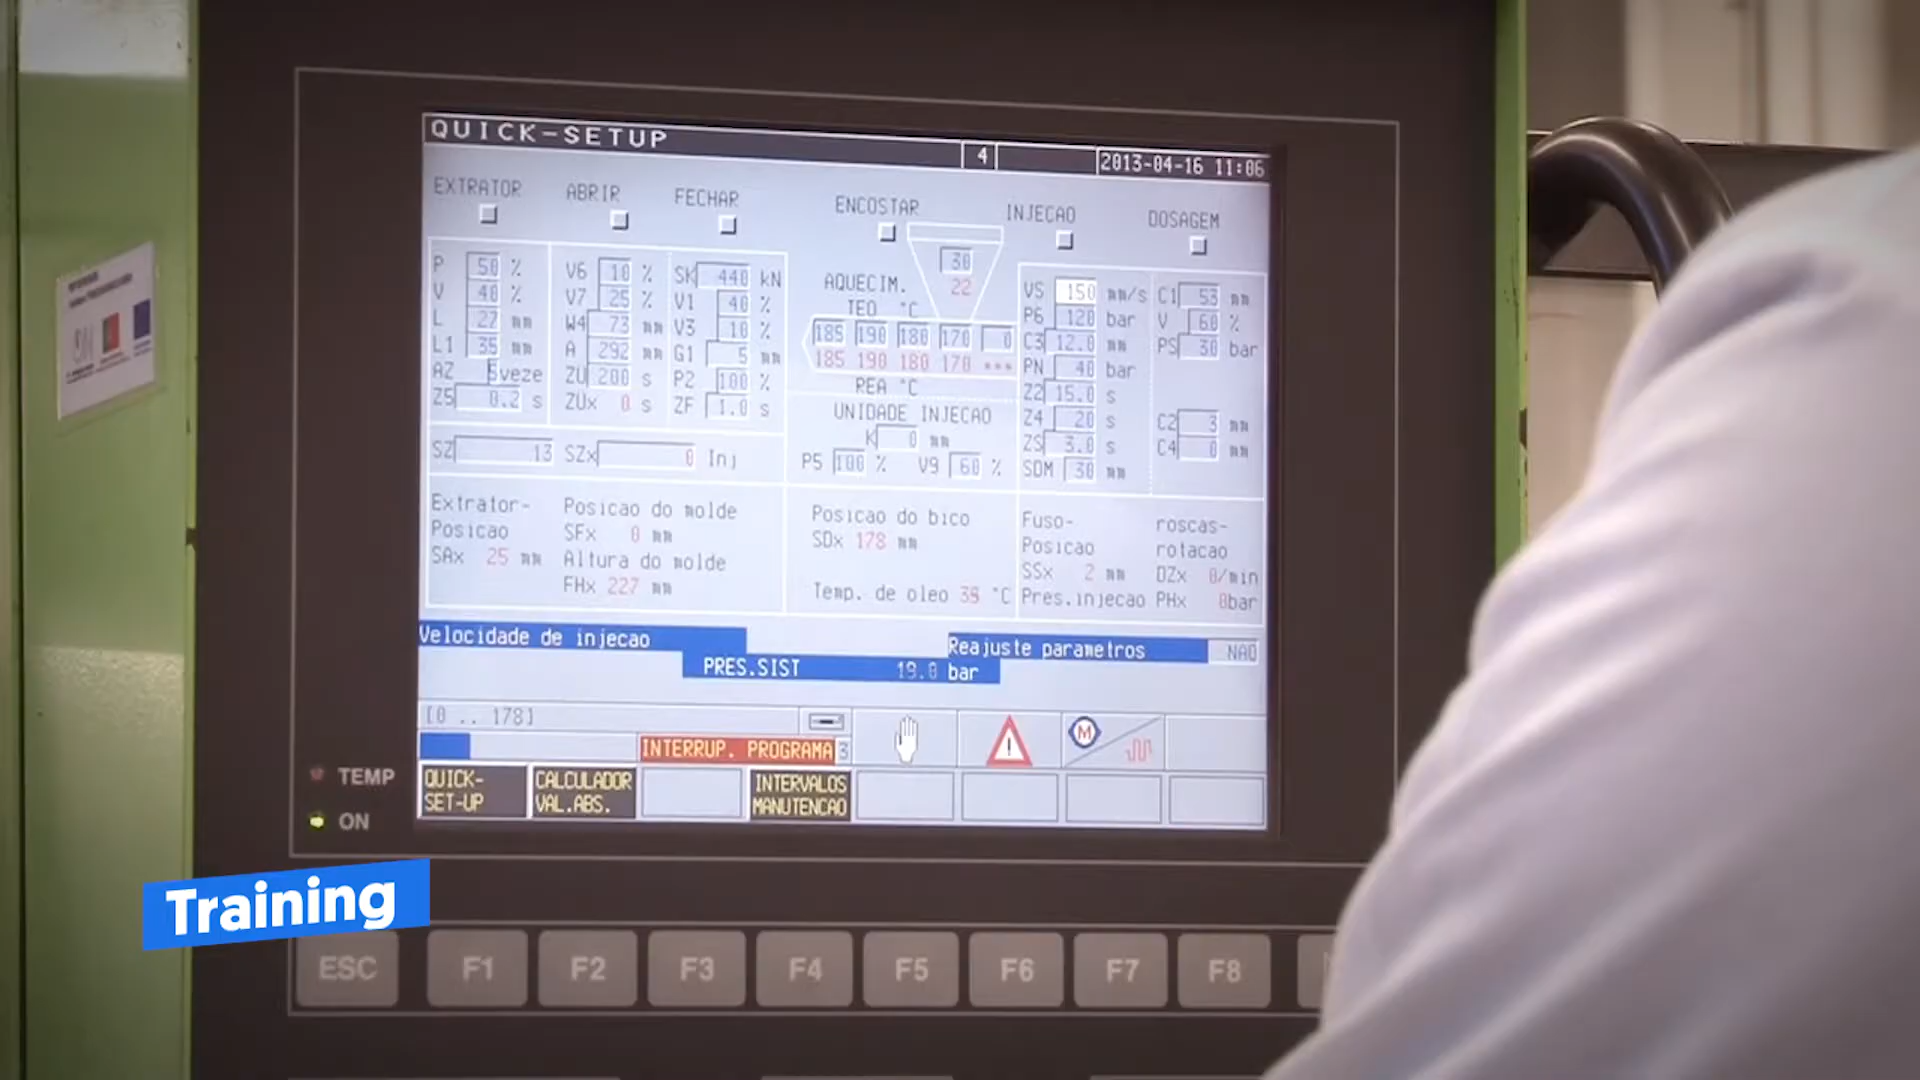 QUICK-SETUP
4
2013-04-16 11:06
EXTRATOR ABRIR FECHAR ENCOSTAR INJECAO DOSAGEM
30
22
AQUECIM.
TEO °C
185 190 180 170 0
185 190 180 170 ***
REA °C
P 50 %
V 40 %
L 27 mm
L1 35 mm
AZ 5veze
Z5 0.2 s
V6 10 %
V7 25 %
W4 73 mm
A 292 mm
ZU 200 s
ZUx 0 s
SK 440 kN
V1 40 %
V3 10 %
G1 5 mm
P2 100 %
ZF 1.0 s
UNIDADE INJECAO
K 0 mm
P5 100 % V9 60 %
VS 150 mm/s
P6 120 bar
C3 12.0 mm
PN 40 bar
Z2 15.0 s
Z4 20 s
ZS 3.0 s
SDM 30 mm
C1 53 mm
V 60 %
PS 30 bar
C2 3 mm
C4 0 mm
SZ 13 SZx 0 Inj
Extrator-
Posicao
SAx 25 mm
Posicao do molde
SFx 0 mm
Altura do molde
FHx 227 mm
Posicao do bico
SDx 178 mm
Temp. de oleo °C
Fuso-
Posicao
SSx 2 mm
Pres.injecao
roscas-
rotacao
DZx 0/min
PHx 0bar
Velocidade de injecao
Reajuste parametros NAO
PRES.SIST 19.0 bar
[0 .. 178]
INTERRUP. PROGRAMA 3
M
QUICK-
SET-UP
CALCULADOR
VAL.ABS.
INTERVALOS
MANUTENCAO
TEMP
ON
Training
ESC F1 F2 F3 F4 F5 F6 F7 F8